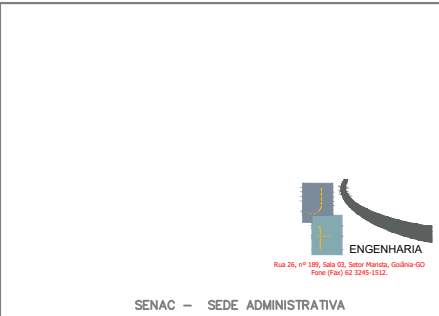 ENGENHARIA
Rua 26, nº 189, Sala 03, Setor Marista, Goiânia-GO
Fone (Fax) 62 3245-1512.
SENAC - SEDE ADMINISTRATIVA